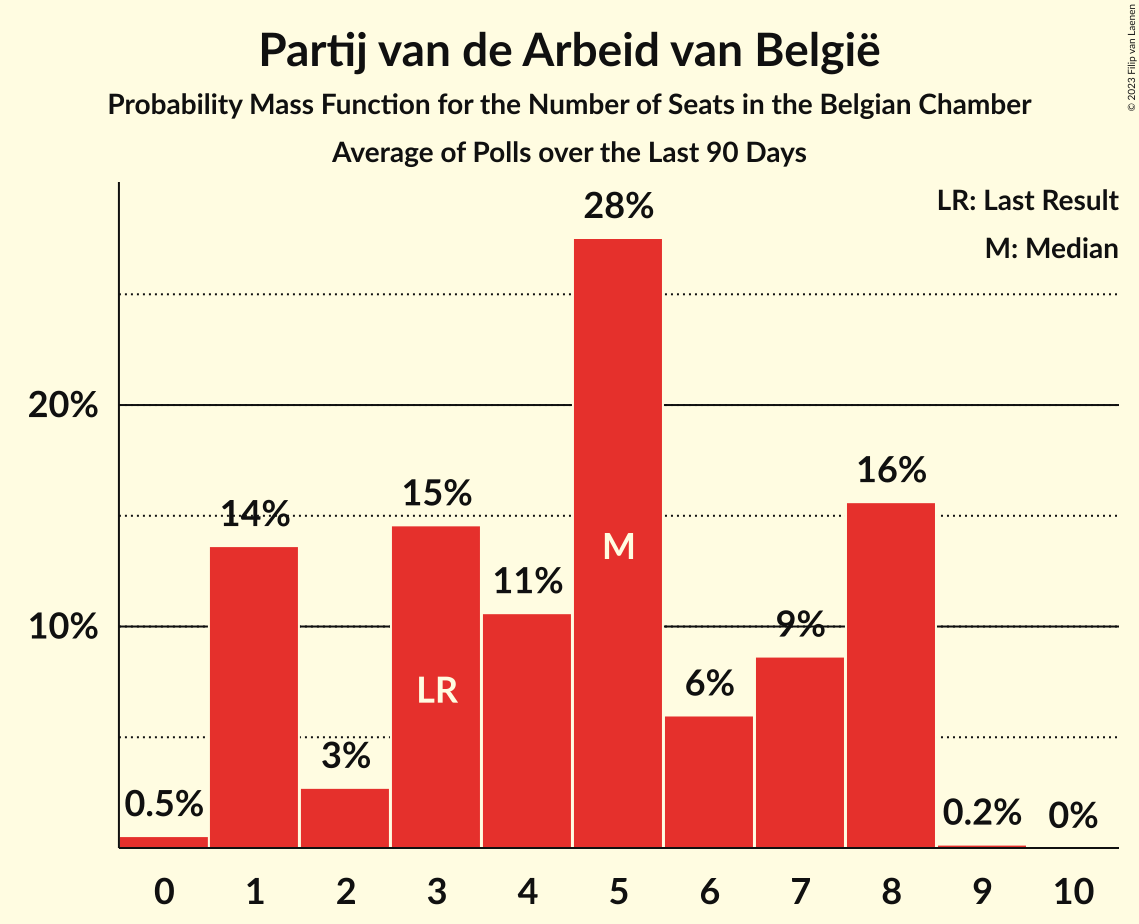 Partij van de Arbeid van België
Probability Mass Function for the Number of Seats in the Belgian Chamber
Average of Polls over the Last 90 Days
© 2023 Filip van Laenen
LR: Last Result
M: Median
28%
20%
16%
15%
14%
M
11%
10%
9%
LR
6%
3%
0.5%
0.2%
0%
0 1 2 3 4 5 6 7 8 9 10